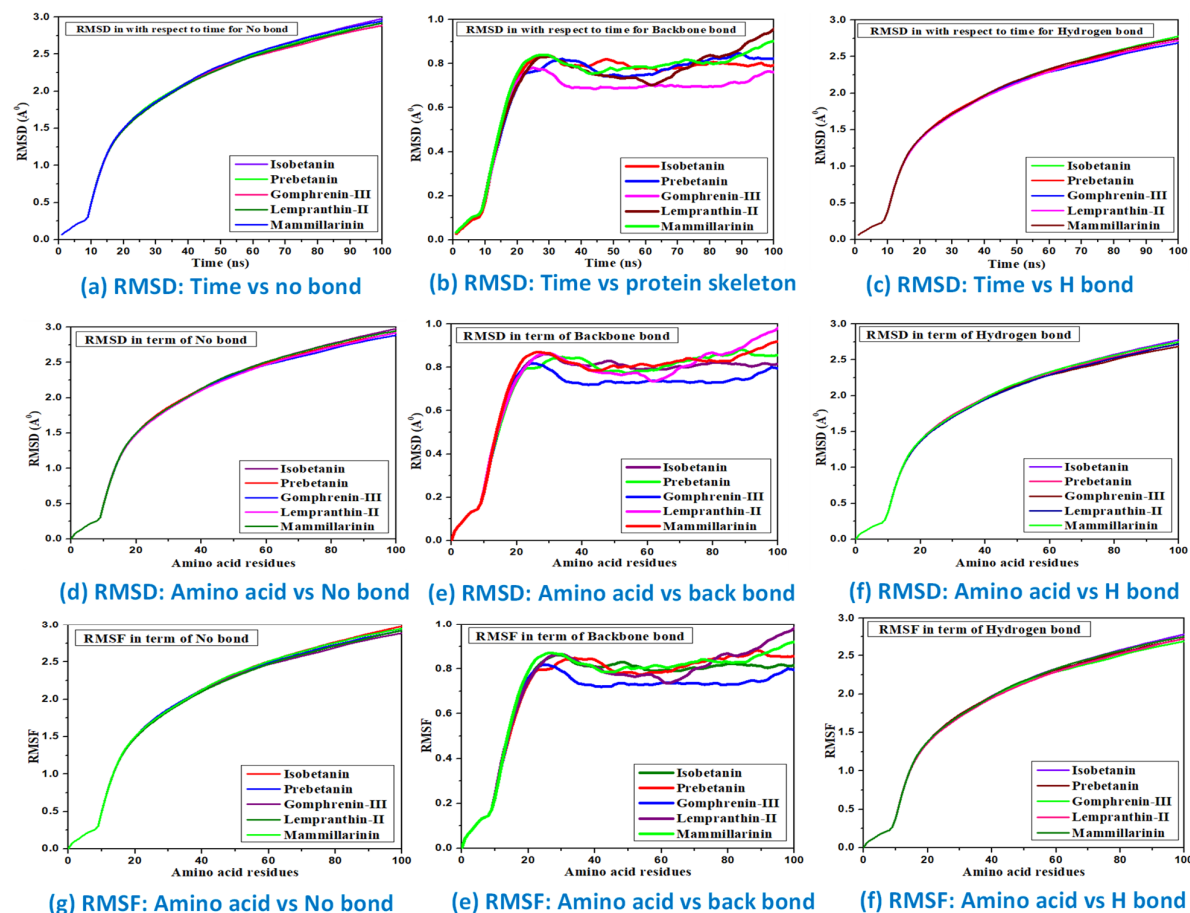 RMSD in with respect to time for No bond
3.0
2.5
2.0
1.5
1.0
0.5
0.0
RMSD (A⁰)
Isobetanin
Prebetanin
Gomphrenin-III
Lempranthin-II
Mammillarinin
0 10 20 30 40 50 60 70 80 90 100
Time (ns)
(a) RMSD: Time vs no bond
RMSD in with respect to time for Backbone bond
1.0
0.8
0.6
0.4
0.2
0.0
RMSD (A⁰)
Isobetanin
Prebetanin
Gomphrenin-III
Lempranthin-II
Mammillarinin
0 10 20 30 40 50 60 70 80 90 100
Time (ns)
(b) RMSD: Time vs protein skeleton
RMSD in with respect to time for Hydrogen bond
3.0
2.5
2.0
1.5
1.0
0.5
0.0
RMSD (A⁰)
Isobetanin
Prebetanin
Gomphrenin-III
Lempranthin-II
Mammillarinin
0 10 20 30 40 50 60 70 80 90 100
Time (ns)
(c) RMSD: Time vs H bond
RMSD in term of No bond
3.0
2.5
2.0
1.5
1.0
0.5
0.0
RMSD (A⁰)
Isobetanin
Prebetanin
Gomphrenin-III
Lempranthin-II
Mammillarinin
0 20 40 60 80 100
Amino acid residues
(d) RMSD: Amino acid vs No bond
RMSD in term of Backbone bond
1.0
0.8
0.6
0.4
0.2
0.0
RMSD (A⁰)
Isobetanin
Prebetanin
Gomphrenin-III
Lempranthin-II
Mammillarinin
0 20 40 60 80 100
Amino acid residues
(e) RMSD: Amino acid vs back bond
RMSD in term of Hydrogen bond
3.0
2.5
2.0
1.5
1.0
0.5
0.0
RMSD (A⁰)
Isobetanin
Prebetanin
Gomphrenin-III
Lempranthin-II
Mammillarinin
0 20 40 60 80 100
Amino acid residues
(f) RMSD: Amino acid vs H bond
RMSF in term of No bond
3.0
2.5
2.0
1.5
1.0
0.5
0.0
RMSF
Isobetanin
Prebetanin
Gomphrenin-III
Lempranthin-II
Mammillarinin
0 20 40 60 80 100
Amino acid residues
(g) RMSF: Amino acid vs No bond
RMSF in term of Backbone bond
1.0
0.8
0.6
0.4
0.2
0.0
RMSF
Isobetanin
Prebetanin
Gomphrenin-III
Lempranthin-II
Mammillarinin
0 20 40 60 80 100
Amino acid residues
(e) RMSF: Amino acid vs back bond
RMSF in term of Hydrogen bond
3.0
2.5
2.0
1.5
1.0
0.5
0.0
RMSF
Isobetanin
Prebetanin
Gomphrenin-III
Lempranthin-II
Mammillarinin
0 20 40 60 80 100
Amino acid residues
(f) RMSF: Amino acid vs H bond